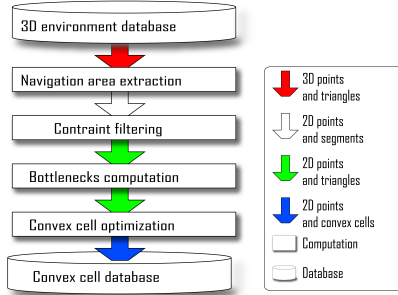 3D environment database
Navigation area extraction
Contraint filtering
Bottlenecks computation
Convex cell optimization
Convex cell database
3D points
and triangles
2D points
and segments
2D points
and triangles
2D points
and convex cells
Computation
Database